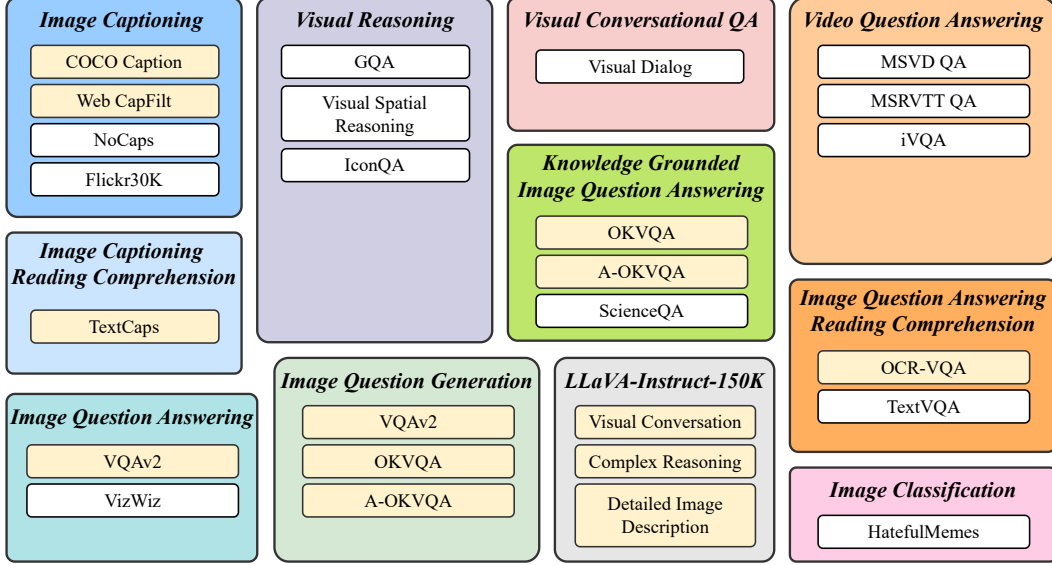 Image Captioning
COCO Caption
Web CapFilt
NoCaps
Flickr30K
Image Captioning
Reading Comprehension
TextCaps
Image Question Answering
VQAv2
VizWiz
Visual Reasoning
GQA
Visual Spatial
Reasoning
IconQA
Image Question Generation
VQAv2
OKVQA
A-OKVQA
Visual Conversational QA
Visual Dialog
Knowledge Grounded
Image Question Answering
OKVQA
A-OKVQA
ScienceQA
LLaVA-Instruct-150K
Visual Conversation
Complex Reasoning
Detailed Image
Description
Video Question Answering
MSVD QA
MSRVTT QA
iVQA
Image Question Answering
Reading Comprehension
OCR-VQA
TextVQA
Image Classification
HatefulMemes